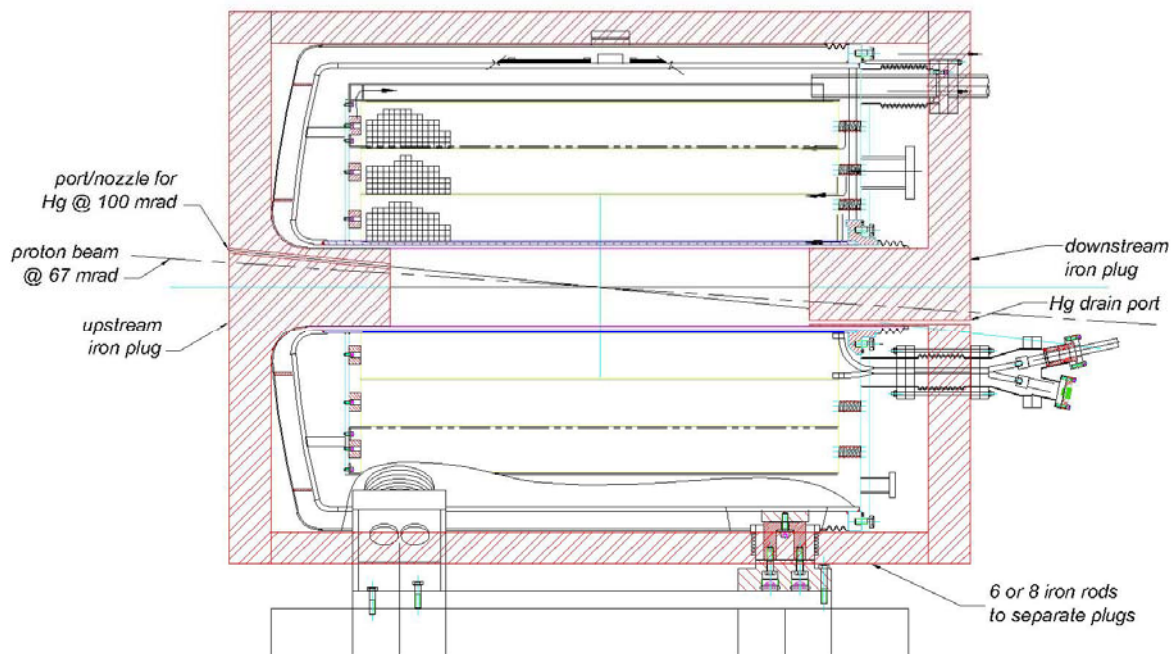 port/nozzle for
Hg @ 100 mrad
proton beam
@ 67 mrad
upstream
iron plug
downstream
iron plug
Hg drain port
6 or 8 iron rods
to separate plugs